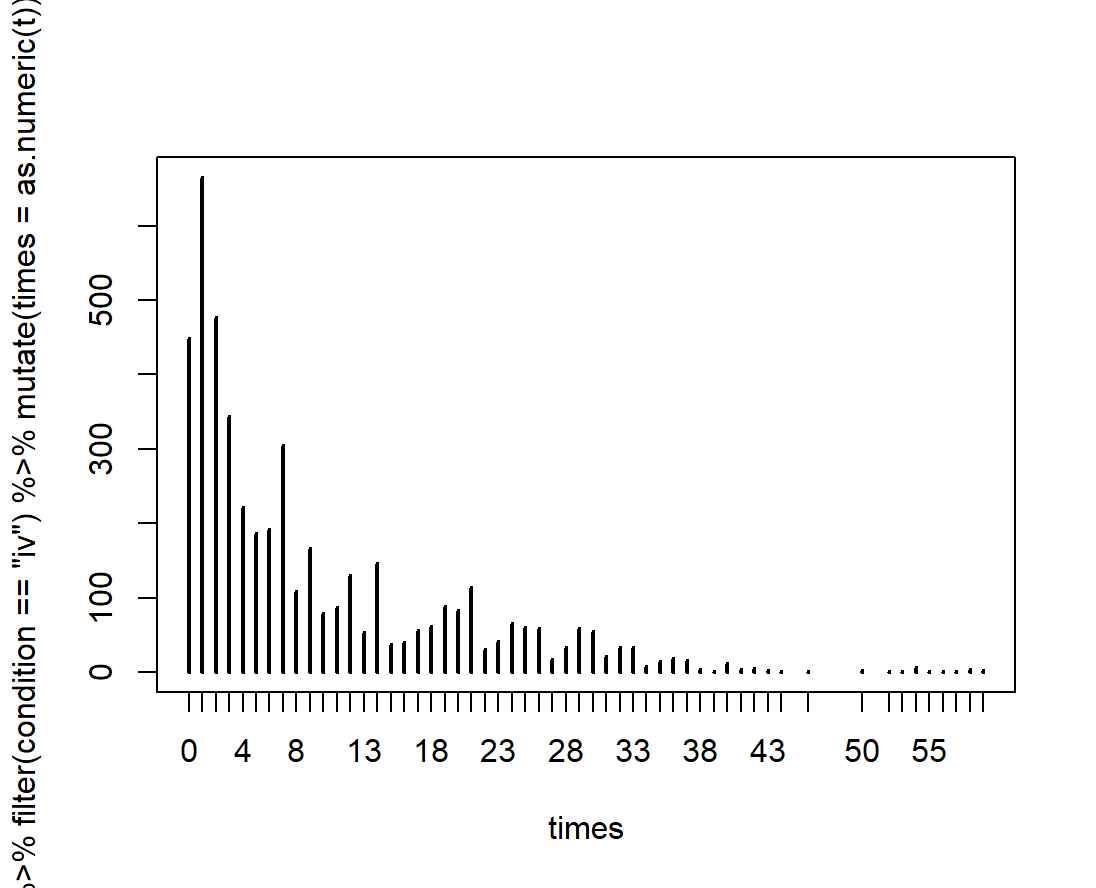 %>% filter(condition == "iv") %>% mutate(times = as.numeric(t))
500
300
100
0
0 4 8 13 18 23 28 33 38 43 50 55
times